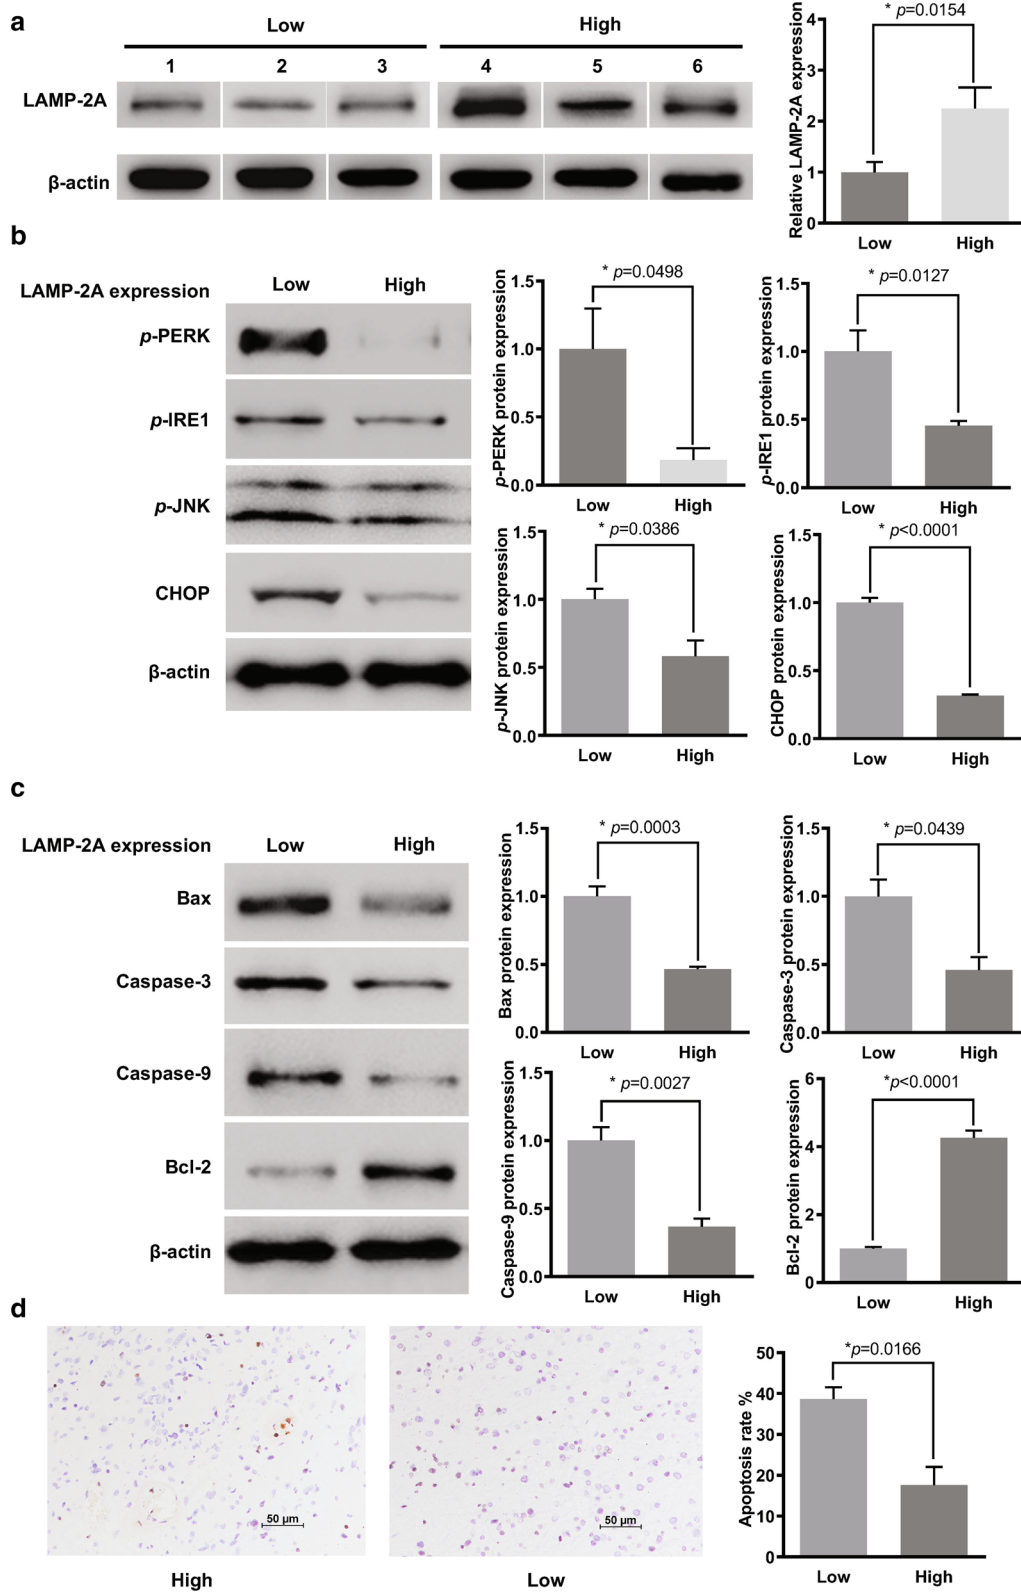 a
Low
High
1 2 3 4 5 6
LAMP-2A
β-actin
* p=0.0154
Relative LAMP-2A expression
4
3
2
1
0
Low High
b
LAMP-2A expression
Low High
p-PERK
p-IRE1
p-JNK
CHOP
β-actin
* p=0.0498
p-PERK protein expression
1.5
1.0
0.5
0.0
Low High
* p=0.0127
p-IRE1 protein expression
1.5
1.0
0.5
0.0
Low High
* p=0.0386
p-JNK protein expression
1.5
1.0
0.5
0.0
Low High
* p<0.0001
CHOP protein expression
1.5
1.0
0.5
0.0
Low High
c
LAMP-2A expression
Low High
Bax
Caspase-3
Caspase-9
Bcl-2
β-actin
* p=0.0003
Bax protein expression
1.5
1.0
0.5
0.0
Low High
* p=0.0439
Caspase-3 protein expression
1.5
1.0
0.5
0.0
Low High
* p=0.0027
Caspase-9 protein expression
1.5
1.0
0.5
0.0
Low High
*p<0.0001
Bcl-2 protein expression
6
4
2
0
Low High
d
50 µm
High
50 µm
Low
*p=0.0166
Apoptosis rate %
50
40
30
20
10
0
Low High